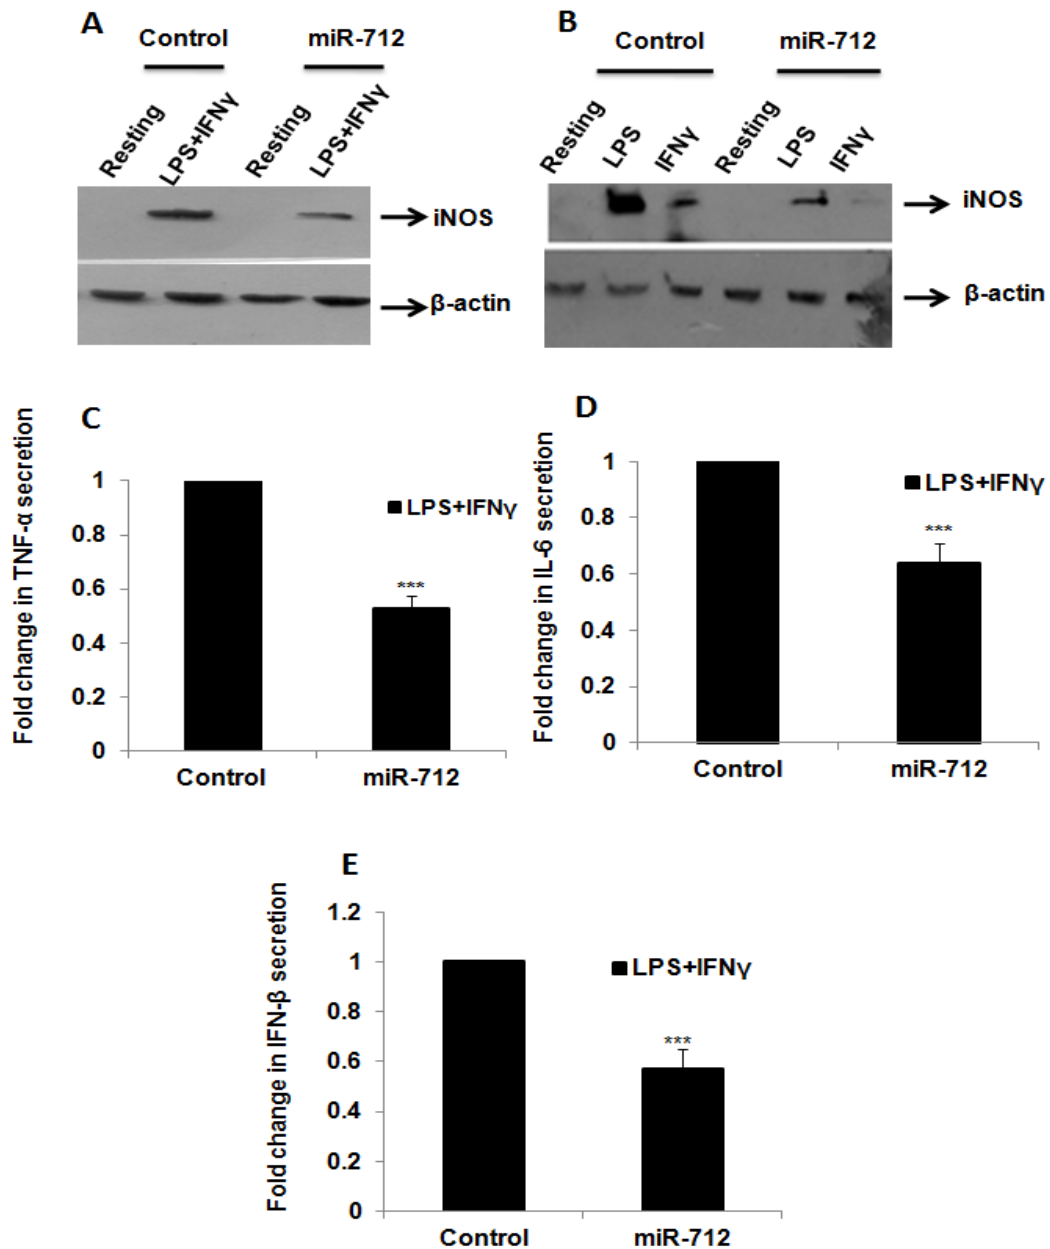 A
Control miR-712
Resting LPS+IFNγ Resting LPS+IFNγ
iNOS
β-actin
B
Control miR-712
Resting LPS IFNγ Resting LPS IFNγ
iNOS
β-actin
C
Fold change in TNF-α secretion
1
0.8
0.6
0.4
0.2
0
LPS+IFNγ
***
Control miR-712
D
Fold change in IL-6 secretion
1
0.8
0.6
0.4
0.2
0
LPS+IFNγ
***
Control miR-712
E
Fold change in IFN-β secretion
1.2
1
0.8
0.6
0.4
0.2
0
LPS+IFNγ
***
Control miR-712